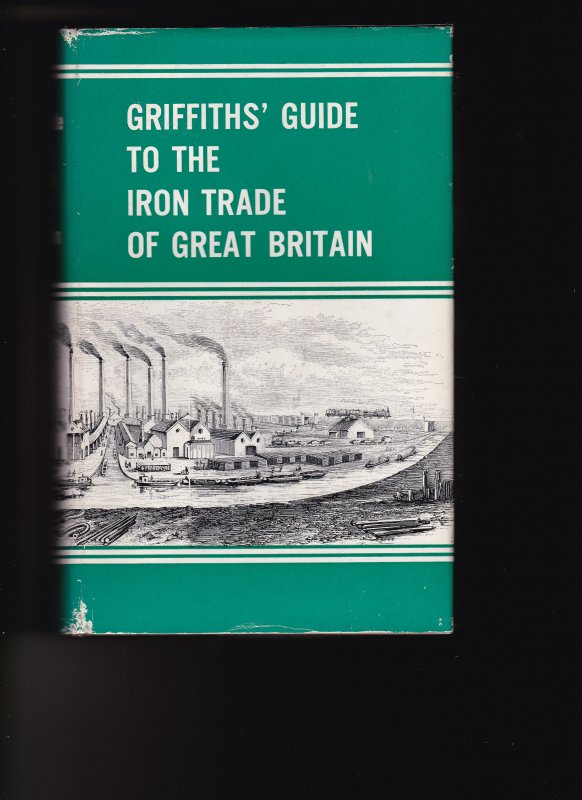 GRIFFITHS' GUIDE
TO THE
IRON TRADE
OF GREAT BRITAIN